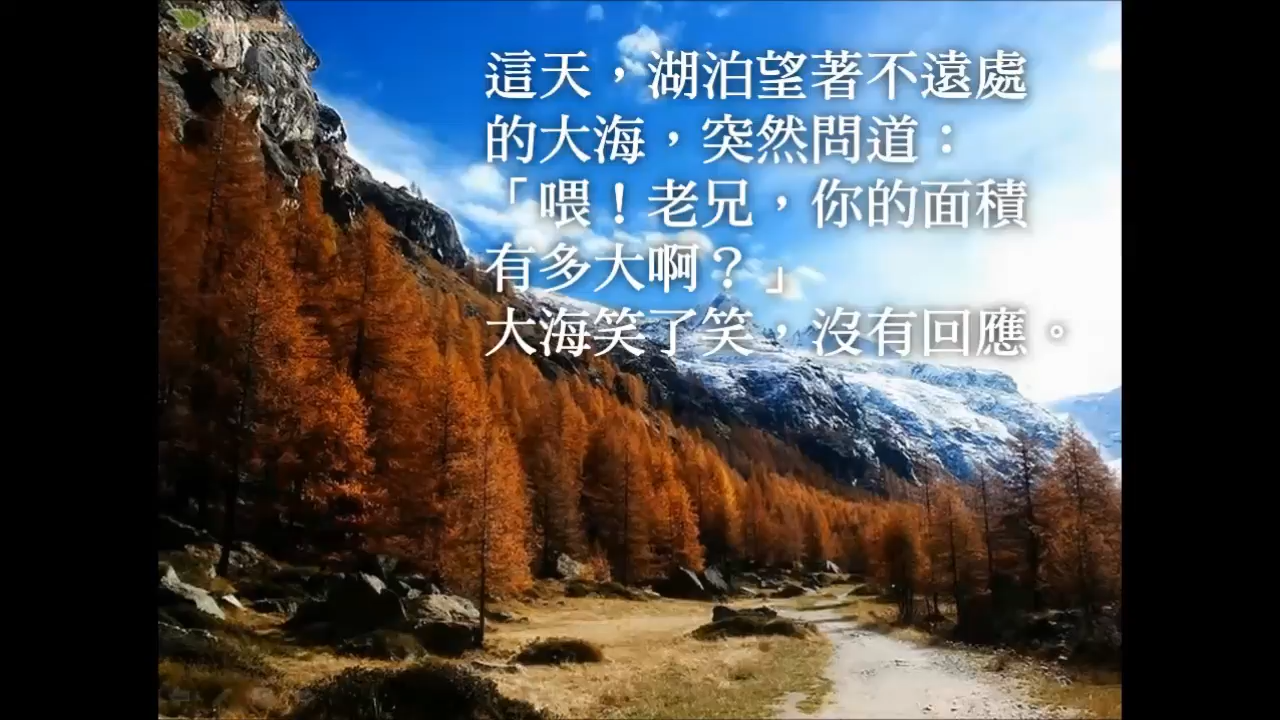 這天，湖泊望著不遠處
的大海，突然問道：
「喂！老兄，你的面積
有多大啊？」
大海笑了笑，沒有回應。